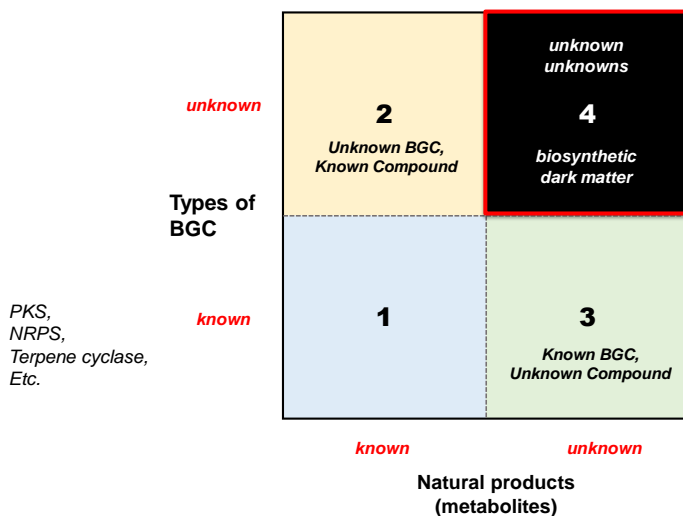 unknown
unknowns
unknown
2
4
Unknown BGC,
Known Compound
biosynthetic
dark matter
Types of
BGC
PKS,
NRPS,
Terpene cyclase,
Etc.
known
1
3
Known BGC,
Unknown Compound
known
unknown
Natural products
(metabolites)